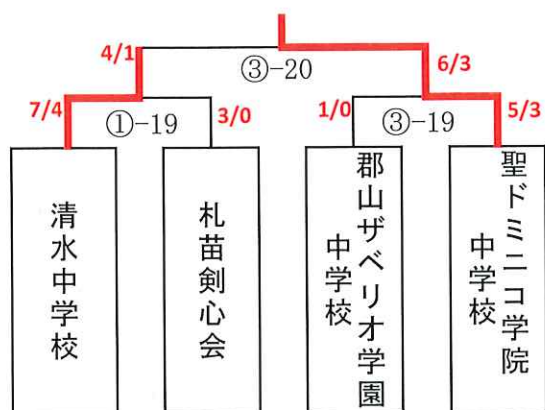 4/1
6/3
③-20
7/4
3/0
1/0
5/3
①-19
③-19
清水中学校
札苗剣心会
郡山ザベリオ学園
中学校
聖ドミニコ学院
中学校